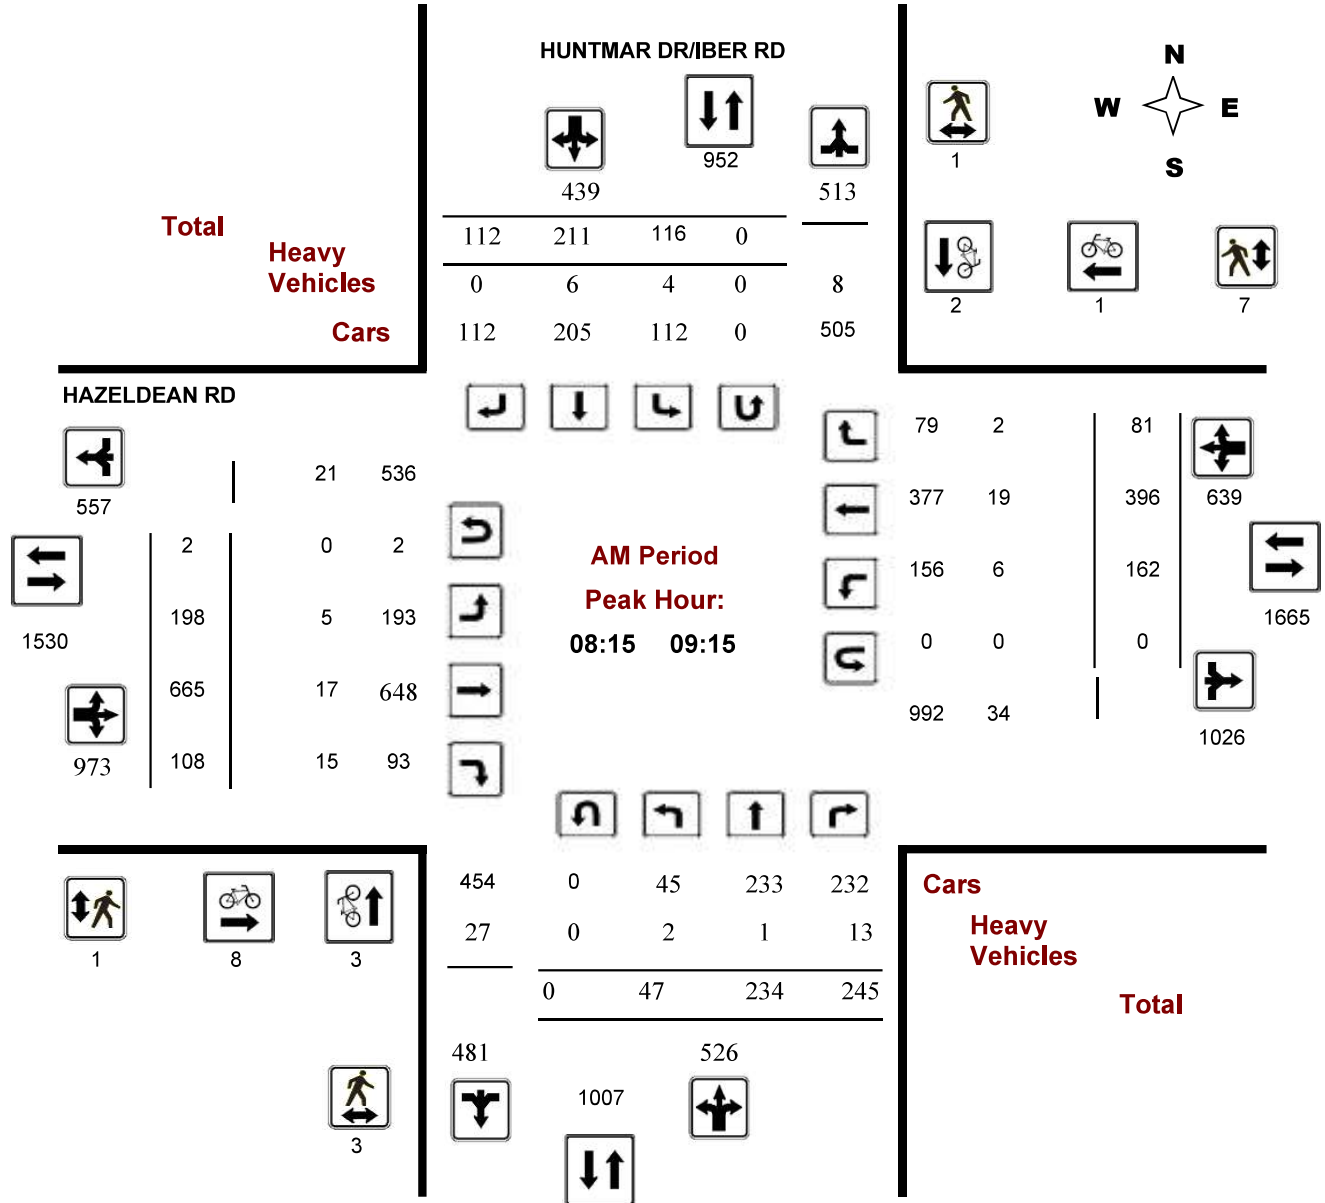 HUNTMAR DR/IBER RD
N
W E
S
952
1
439
513
Total
112 211 116 0
Heavy
Vehicles
0 6 4 0 8
2 1 7
Cars
112 205 112 0 505
HAZELDEAN RD
79 2 81
21 536
557
377 19 396 639
2 0 2
AM Period
156 6 162
Peak Hour:
198 5 193
1665
1530
08:15 09:15
0 0 0
665 17 648
992 34
1026
973
108 15 93
454 0 45 233 232
Cars
27 0 2 1 13
Heavy
Vehicles
1 8 3
0 47 234 245
Total
481 526
1007
3